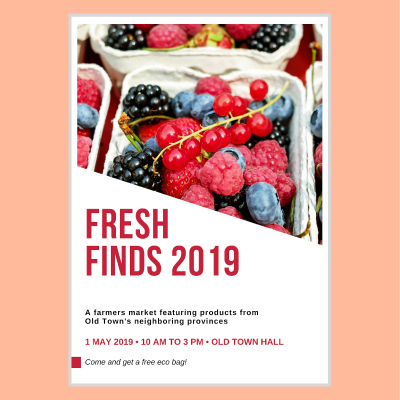 FRESH
FINDS 2019
A farmers market featuring products from
Old Town's neighboring provinces
1 MAY 2019 • 10 AM TO 3 PM • OLD TOWN HALL
Come and get a free eco bag!